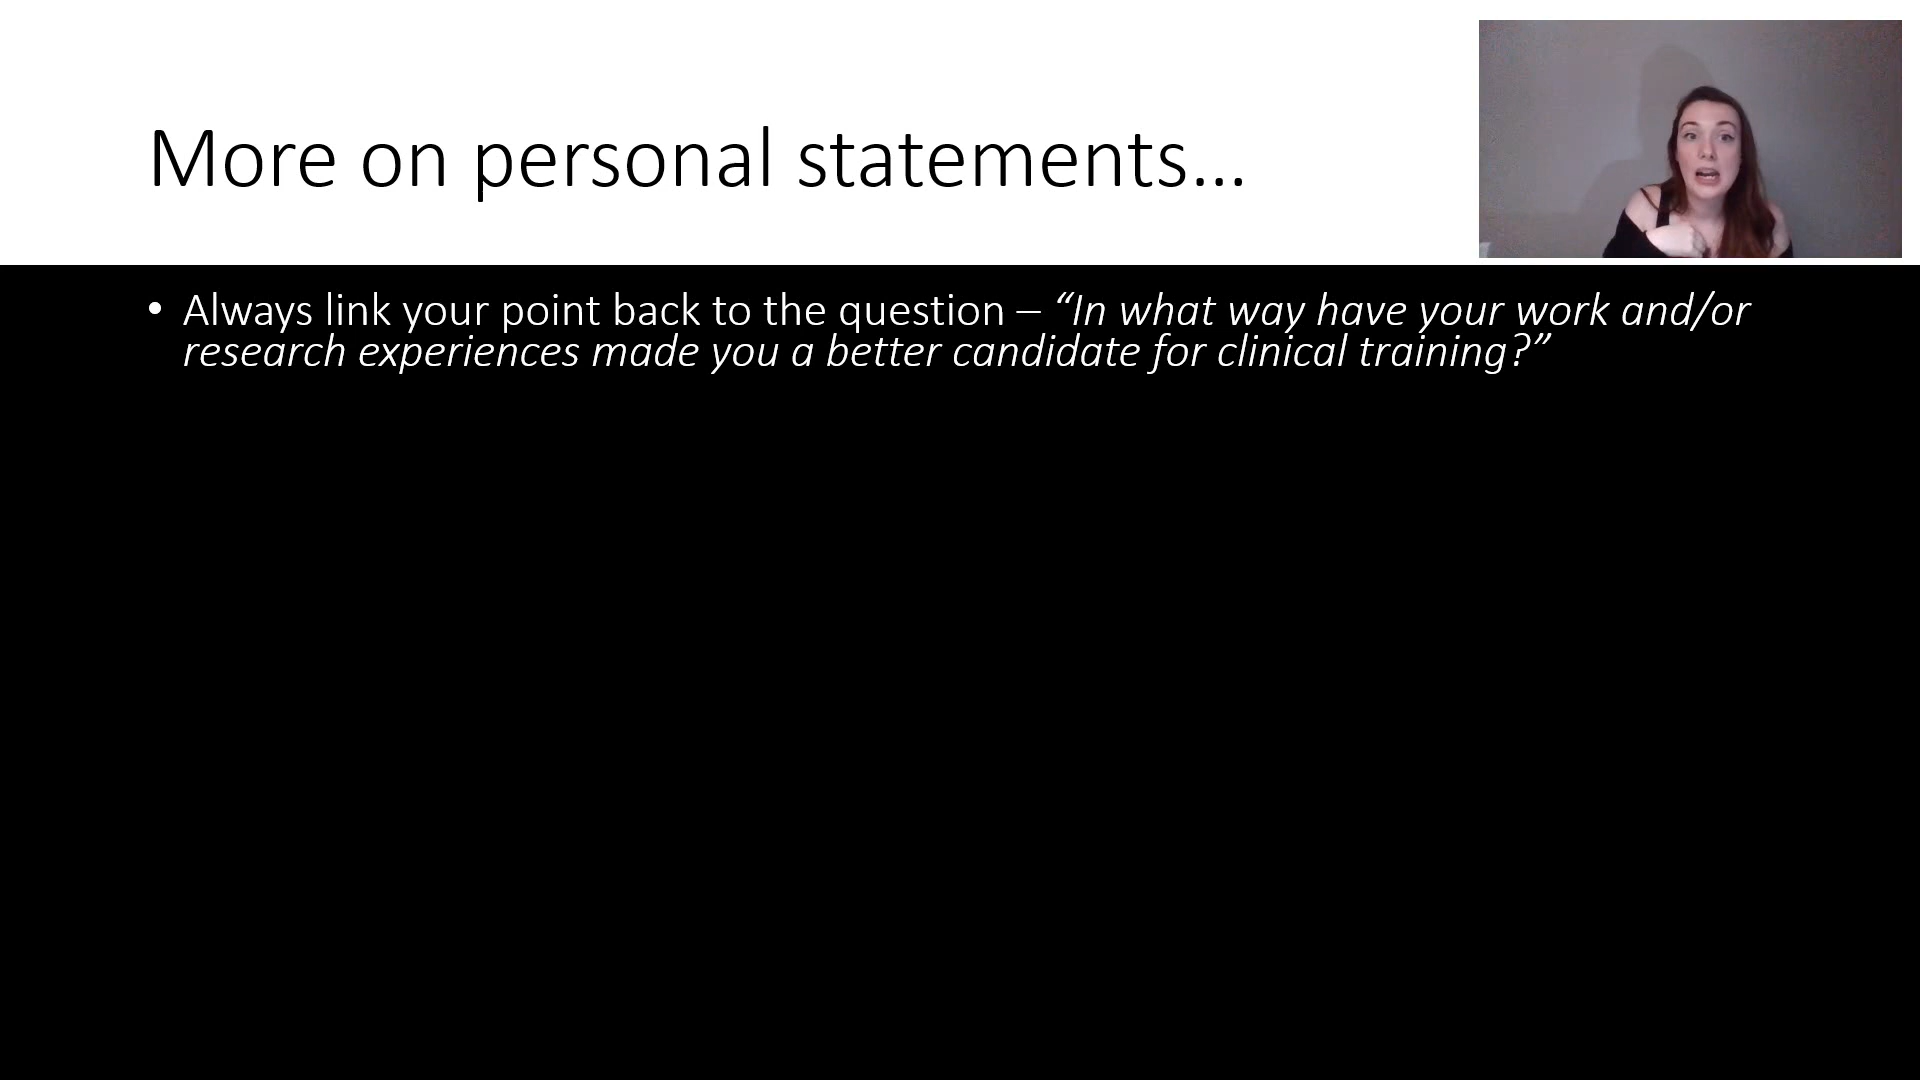 More on personal statements…
• Always link your point back to the question – “In what way have your work and/or
research experiences made you a better candidate for clinical training?”